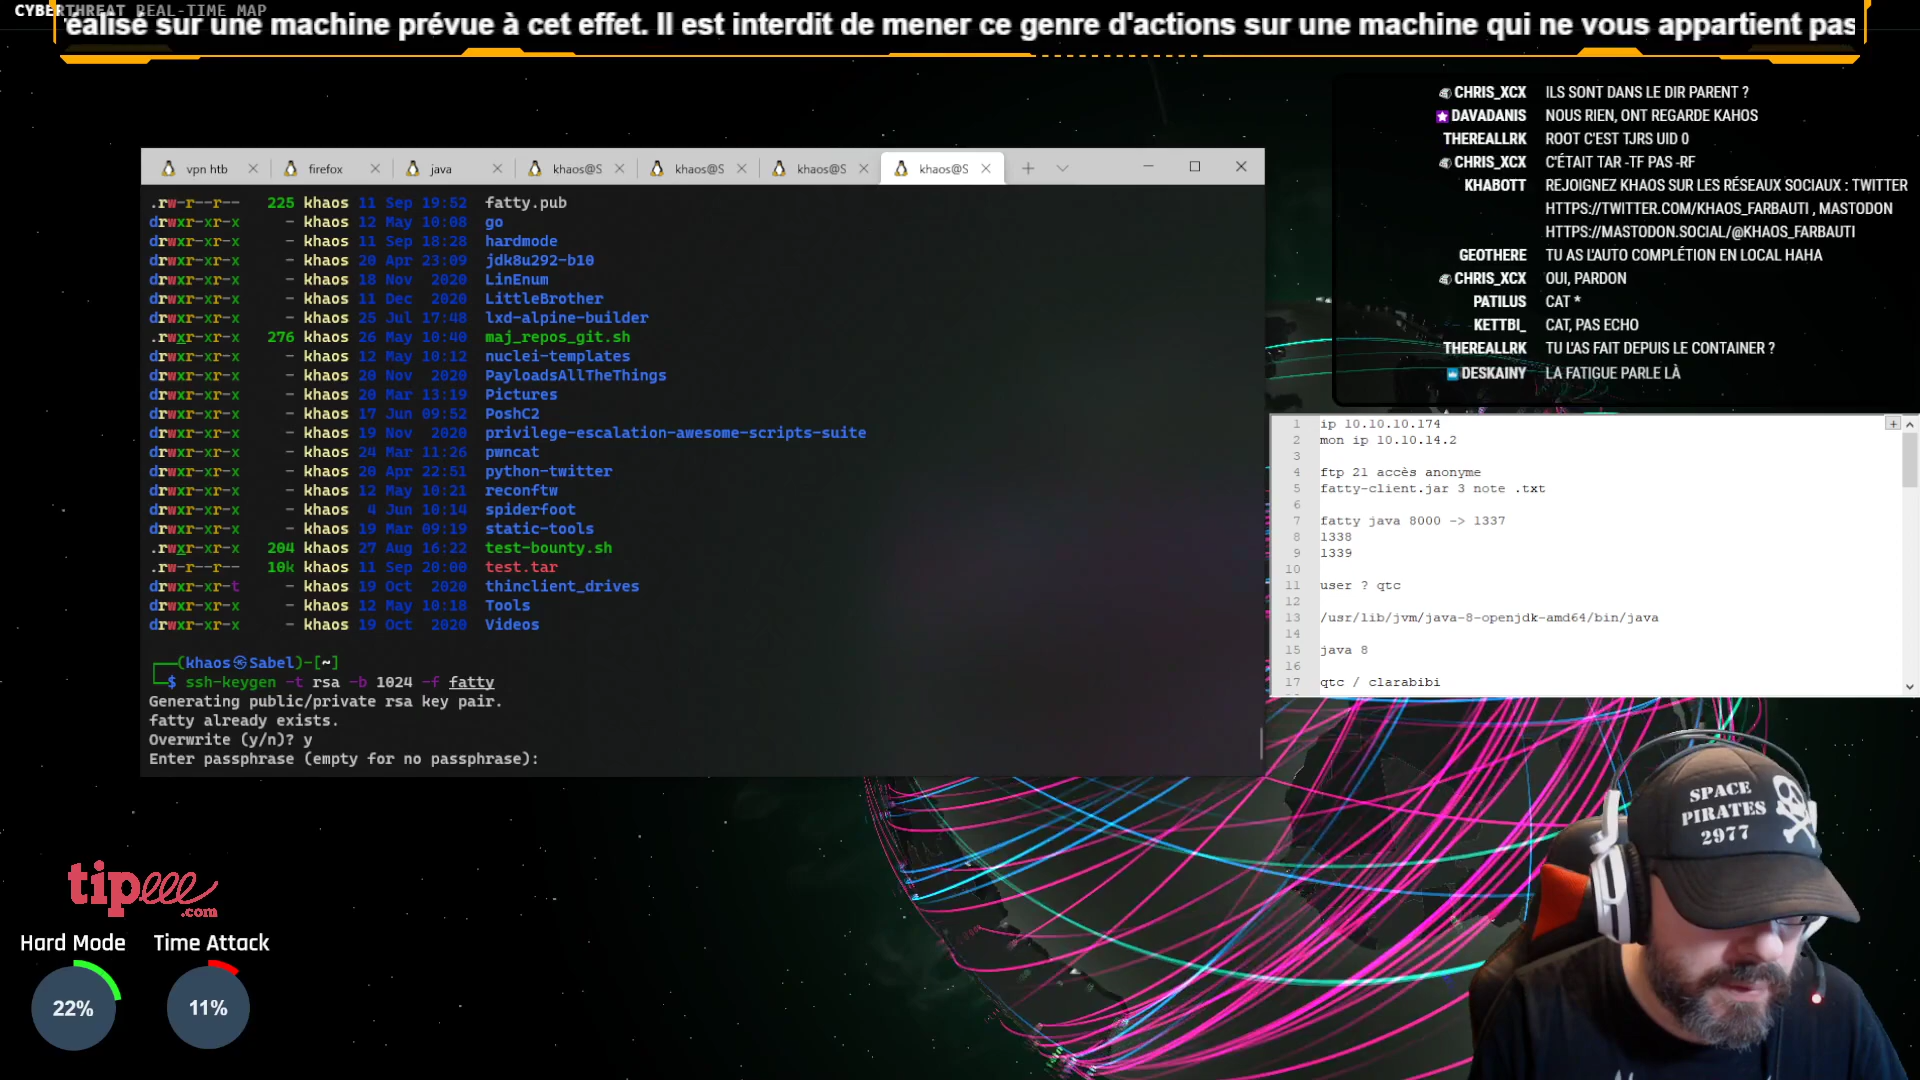 CYBERTHREAT REAL-TIME MAP
éalisé sur une machine prévue à cet effet. Il est interdit de mener ce genre d'actions sur une machine qui ne vous appartient pas
CHRIS_XCX ILS SONT DANS LE DIR PARENT ?
DAVADANIS NOUS RIEN, ONT REGARDE KAHOS
THEREALLRK ROOT C'EST TJRS UID 0
CHRIS_XCX C'ÉTAIT TAR -TF PAS -RF
KHABOTT REJOIGNEZ KHAOS SUR LES RÉSEAUX SOCIAUX : TWITTER
HTTPS://TWITTER.COM/KHAOS_FARBAUTI , MASTODON
HTTPS://MASTODON.SOCIAL/@KHAOS_FARBAUTI
GEOTHERE TU AS L'AUTO COMPLÉTION EN LOCAL HAHA
CHRIS_XCX OUI, PARDON
PATILUS CAT *
KETTBI_ CAT, PAS ECHO
THEREALLRK TU L'AS FAIT DEPUIS LE CONTAINER ?
DESKAINY LA FATIGUE PARLE LÀ
vpn htb firefox java khaos@S khaos@S khaos@S khaos@S
.rw-r--r-- 225 khaos 11 Sep 19:52 fatty.pub
drwxr-xr-x - khaos 12 May 10:08 go
drwxr-xr-x - khaos 11 Sep 18:28 hardmode
drwxr-xr-x - khaos 20 Apr 23:09 jdk8u292-b10
drwxr-xr-x - khaos 18 Nov 2020 LinEnum
drwxr-xr-x - khaos 11 Dec 2020 LittleBrother
drwxr-xr-x - khaos 25 Jul 17:48 lxd-alpine-builder
.rwxr-xr-x 276 khaos 26 May 10:40 maj_repos_git.sh
drwxr-xr-x - khaos 12 May 10:12 nuclei-templates
drwxr-xr-x - khaos 20 Nov 2020 PayloadsAllTheThings
drwxr-xr-x - khaos 20 Mar 13:19 Pictures
drwxr-xr-x - khaos 17 Jun 09:52 PoshC2
drwxr-xr-x - khaos 19 Nov 2020 privilege-escalation-awesome-scripts-suite
drwxr-xr-x - khaos 24 Mar 11:26 pwncat
drwxr-xr-x - khaos 20 Apr 22:51 python-twitter
drwxr-xr-x - khaos 12 May 10:21 reconftw
drwxr-xr-x - khaos 4 Jun 10:14 spiderfoot
drwxr-xr-x - khaos 19 Mar 09:19 static-tools
.rwxr-xr-x 204 khaos 27 Aug 16:22 test-bounty.sh
.rw-r--r-- 10k khaos 11 Sep 20:00 test.tar
drwxr-xr-t - khaos 19 Oct 2020 thinclient_drives
drwxr-xr-x - khaos 12 May 10:18 Tools
drwxr-xr-x - khaos 19 Oct 2020 Videos
(khaos㉿Sabel)-[~]
$ ssh-keygen -t rsa -b 1024 -f fatty
Generating public/private rsa key pair.
fatty already exists.
Overwrite (y/n)? y
Enter passphrase (empty for no passphrase):
1 ip 10.10.10.174
2 mon ip 10.10.14.2
3
4 ftp 21 accès anonyme
5 fatty-client.jar 3 note .txt
6
7 fatty java 8000 -> 1337
8 1338
9 1339
10
11 user ? qtc
12
13 /usr/lib/jvm/java-8-openjdk-amd64/bin/java
14
15 java 8
16
17 qtc / clarabibi
SPACE
PIRATES
2977
tipeee
.com
Hard Mode Time Attack
22% 11%